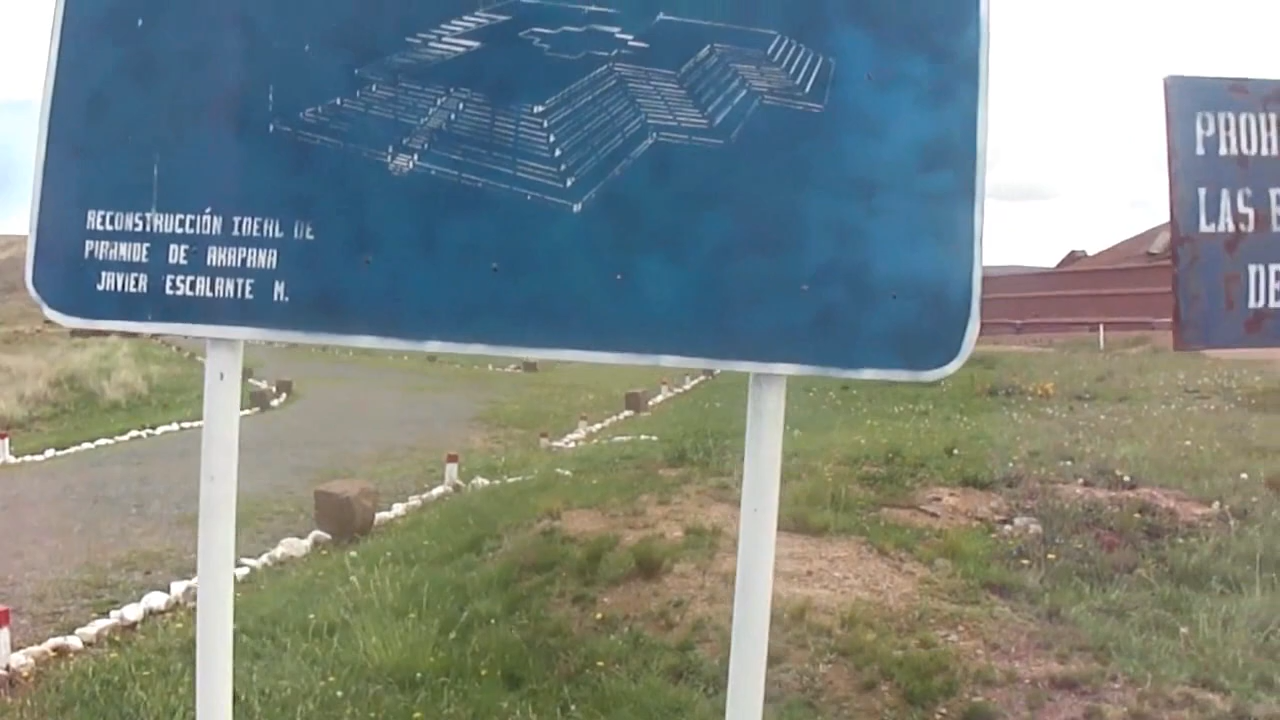 RECONSTRUCCIÓN IDEAL DE
PIRAMIDE DE AKAPANA
JAVIER ESCALANTE M.
PROH
LAS E
DE